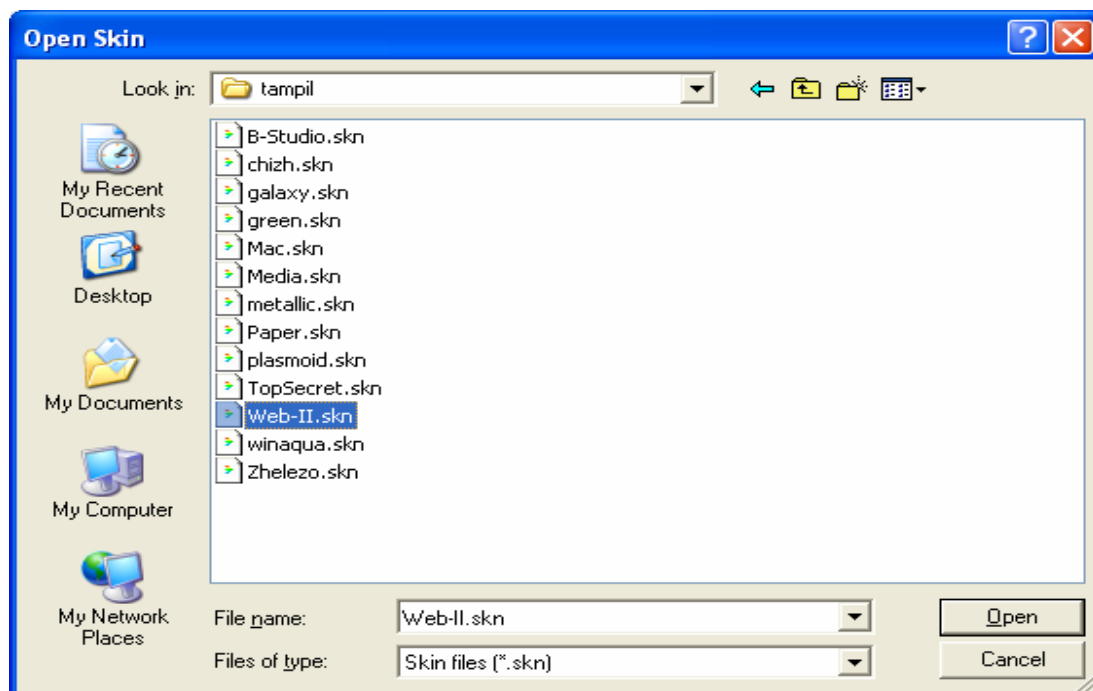 Open Skin
Look in:
tampil
My Recent
Documents
Desktop
My Documents
My Computer
My Network
Places
B-Studio.skn
chizh.skn
galaxy.skn
green.skn
Mac.skn
Media.skn
metallic.skn
Paper.skn
plasmoid.skn
TopSecret.skn
Web-II.skn
winaqua.skn
Zhelezo.skn
File name:
Web-II.skn
Open
Files of type:
Skin files (*.skn)
Cancel